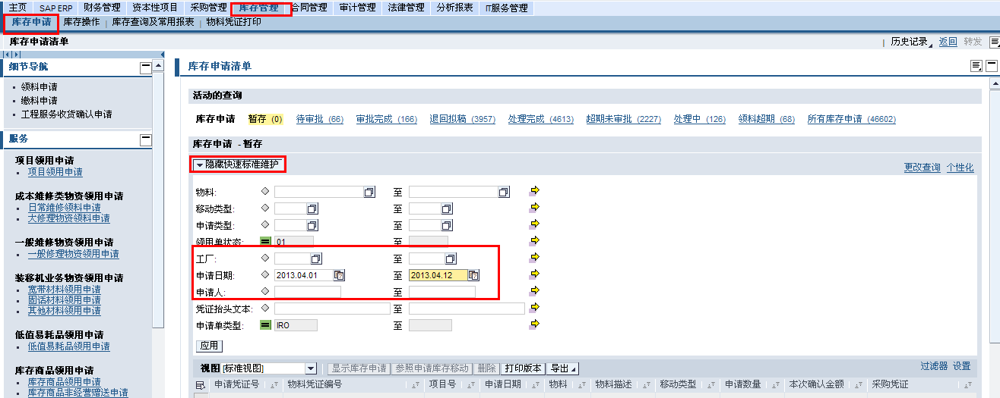 主页 SAP ERP 财务管理 资本性项目 采购管理 库存管理 合同管理 审计管理 法律管理 分析报表 IT服务管理
库存申请 库存操作 库存查询及常用报表 物料凭证打印
库存申请清单 历史记录 返回 转发
细节导航
领料申请
缴料申请
工程服务收货确认申请
服务
项目领用申请
项目领用申请
成本维修类物资领用申请
日常维修领料申请
大修理物资领料申请
一般维修物资领用申请
一般修理物资领用申请
装移机业务物资领用申请
宽带材料领用申请
固话材料领用申请
其他材料领用申请
低值易耗品领用申请
低值易耗品领用申请
库存商品领用申请
库存商品领用申请
库存商品非经营赠送申请
库存申请清单
活动的查询
库存申请 暂存 (0) 待审批 (66) 审批完成 (166) 退回拟稿 (3957) 处理完成 (4613) 超期未审批 (2227) 处理中 (126) 领料超期 (68) 所有库存申请 (46602)
库存申请 - 暂存
隐藏快速标准维护 更改查询 个性化
物料: 至
移动类型: 至
申请类型: 至
领用单状态: 01 至
工厂: 至
申请日期: 2013.04.01 至 2013.04.12
申请人: 至
凭证抬头文本: 至
申请单类型: IRO 至
应用
视图 [标准视图] 显示库存申请 参照申请库存移动 删除 打印版本 导出 过滤器 设置
申请凭证号 物料凭证编号 项目号 申请日期 物料 物料描述 移动类型 申请数量 本次确认金额 采购凭证